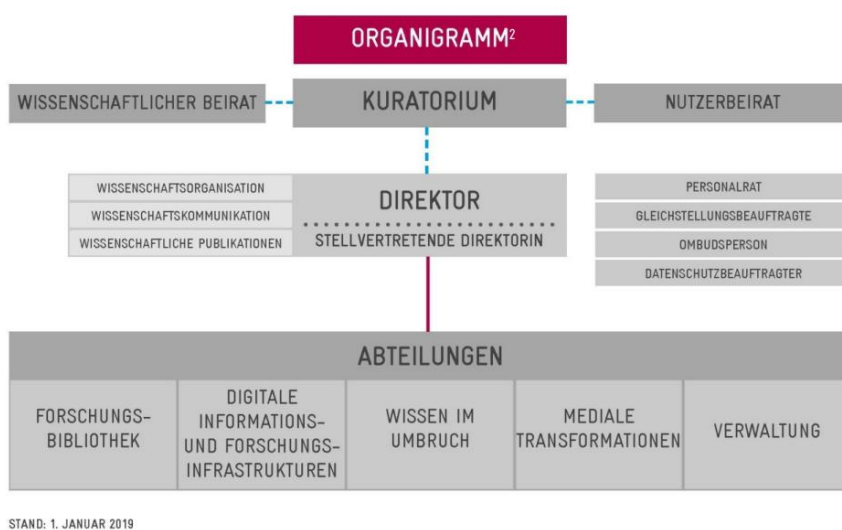 ORGANIGRAMM²
WISSENSCHAFTLICHER BEIRAT
KURATORIUM
NUTZERBEIRAT
WISSENSCHAFTSORGANISATION
WISSENSCHAFTSKOMMUNIKATION
WISSENSCHAFTLICHE PUBLIKATIONEN
DIREKTOR
STELLVERTRETENDE DIREKTORIN
PERSONALRAT
GLEICHSTELLUNGSBEAUFTRAGTE
OMBUDSPERSON
DATENSCHUTZBEAUFTRAGTER
ABTEILUNGEN
FORSCHUNGS-
BIBLIOTHEK
DIGITALE
INFORMATIONS-
UND FORSCHUNGS-
INFRASTRUKTUREN
WISSEN IM
UMBRUCH
MEDIALE
TRANSFORMATIONEN
VERWALTUNG
STAND: 1. JANUAR 2019